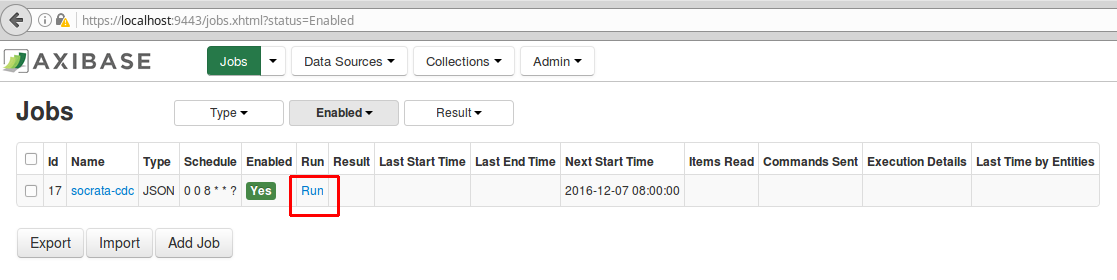 https://localhost:9443/jobs.xhtml?status=Enabled
AXIBASE Jobs Data Sources Collections Admin
Jobs Type Enabled Result
Id Name Type Schedule Enabled Run Result Last Start Time Last End Time Next Start Time Items Read Commands Sent Execution Details Last Time by Entities
17 socrata-cdc JSON 0 0 8 * * ? Yes Run 2016-12-07 08:00:00
Export Import Add Job